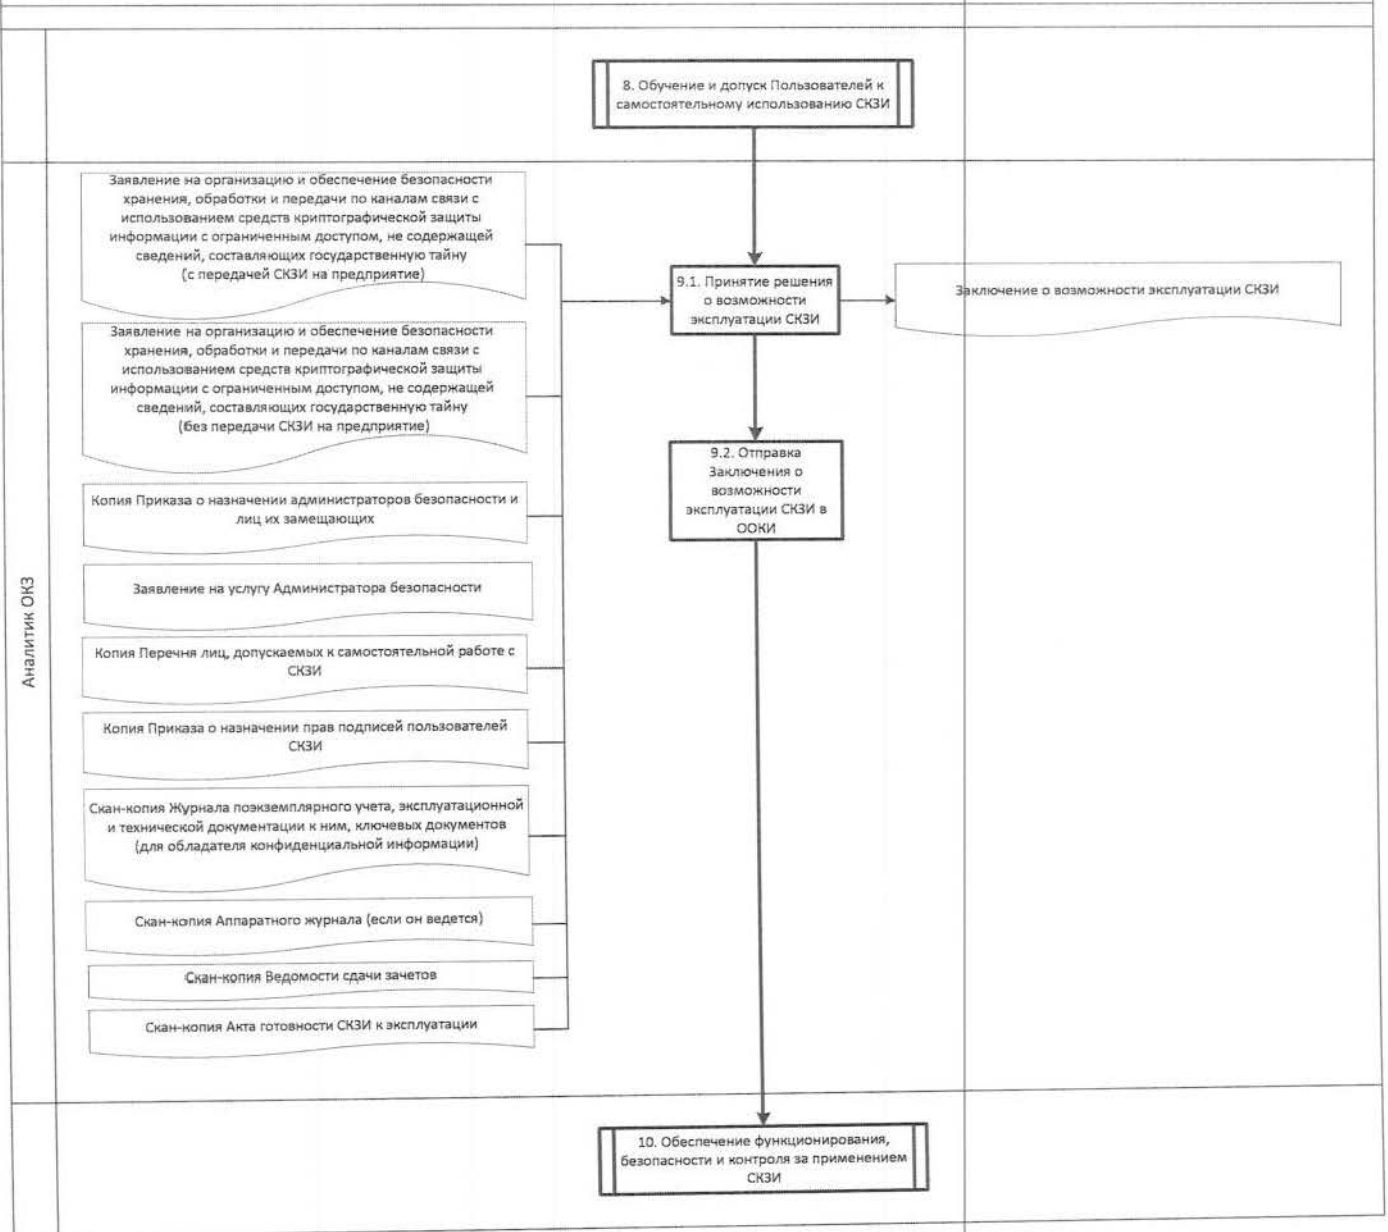 8. Обучение и допуск Пользователей к
самостоятельному использованию СКЗИ
Аналитик ОКЗ
Заявление на организацию и обеспечение безопасности
хранения, обработки и передачи по каналам связи с
использованием средств криптографической защиты
информации с ограниченным доступом, не содержащей
сведений, составляющих государственную тайну
(с передачей СКЗИ на предприятие)
9.1. Принятие решения
о возможности
эксплуатации СКЗИ
Заключение о возможности эксплуатации СКЗИ
Заявление на организацию и обеспечение безопасности
хранения, обработки и передачи по каналам связи с
использованием средств криптографической защиты
информации с ограниченным доступом, не содержащей
сведений, составляющих государственную тайну
(без передачи СКЗИ на предприятие)
9.2. Отправка
Заключения о
возможности
эксплуатации СКЗИ в
ООКИ
Копия Приказа о назначении администраторов безопасности и
лиц их замещающих
Заявление на услугу Администратора безопасности
Копия Перечня лиц, допускаемых к самостоятельной работе с
СКЗИ
Копия Приказа о назначении прав подписей пользователей
СКЗИ
Скан-копия Журнала поэкземплярного учета, эксплуатационной
и технической документации к ним, ключевых документов
(для обладателя конфиденциальной информации)
Скан-копия Аппаратного журнала (если он ведется)
Скан-копия Ведомости сдачи зачетов
Скан-копия Акта готовности СКЗИ к эксплуатации
10. Обеспечение функционирования,
безопасности и контроля за применением
СКЗИ